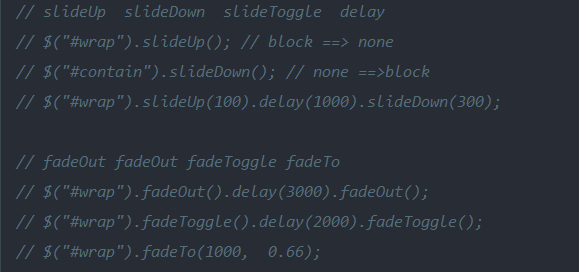 // slideUp  slideDown  slideToggle  delay
// $("#wrap").slideUp(); // block ==> none
// $("#contain").slideDown(); // none ==>block
// $("#wrap").slideUp(100).delay(1000).slideDown(300);
// fadeOut fadeOut fadeToggle fadeTo
// $("#wrap").fadeOut().delay(3000).fadeOut();
// $("#wrap").fadeToggle().delay(2000).fadeToggle();
// $("#wrap").fadeTo(1000,  0.66);